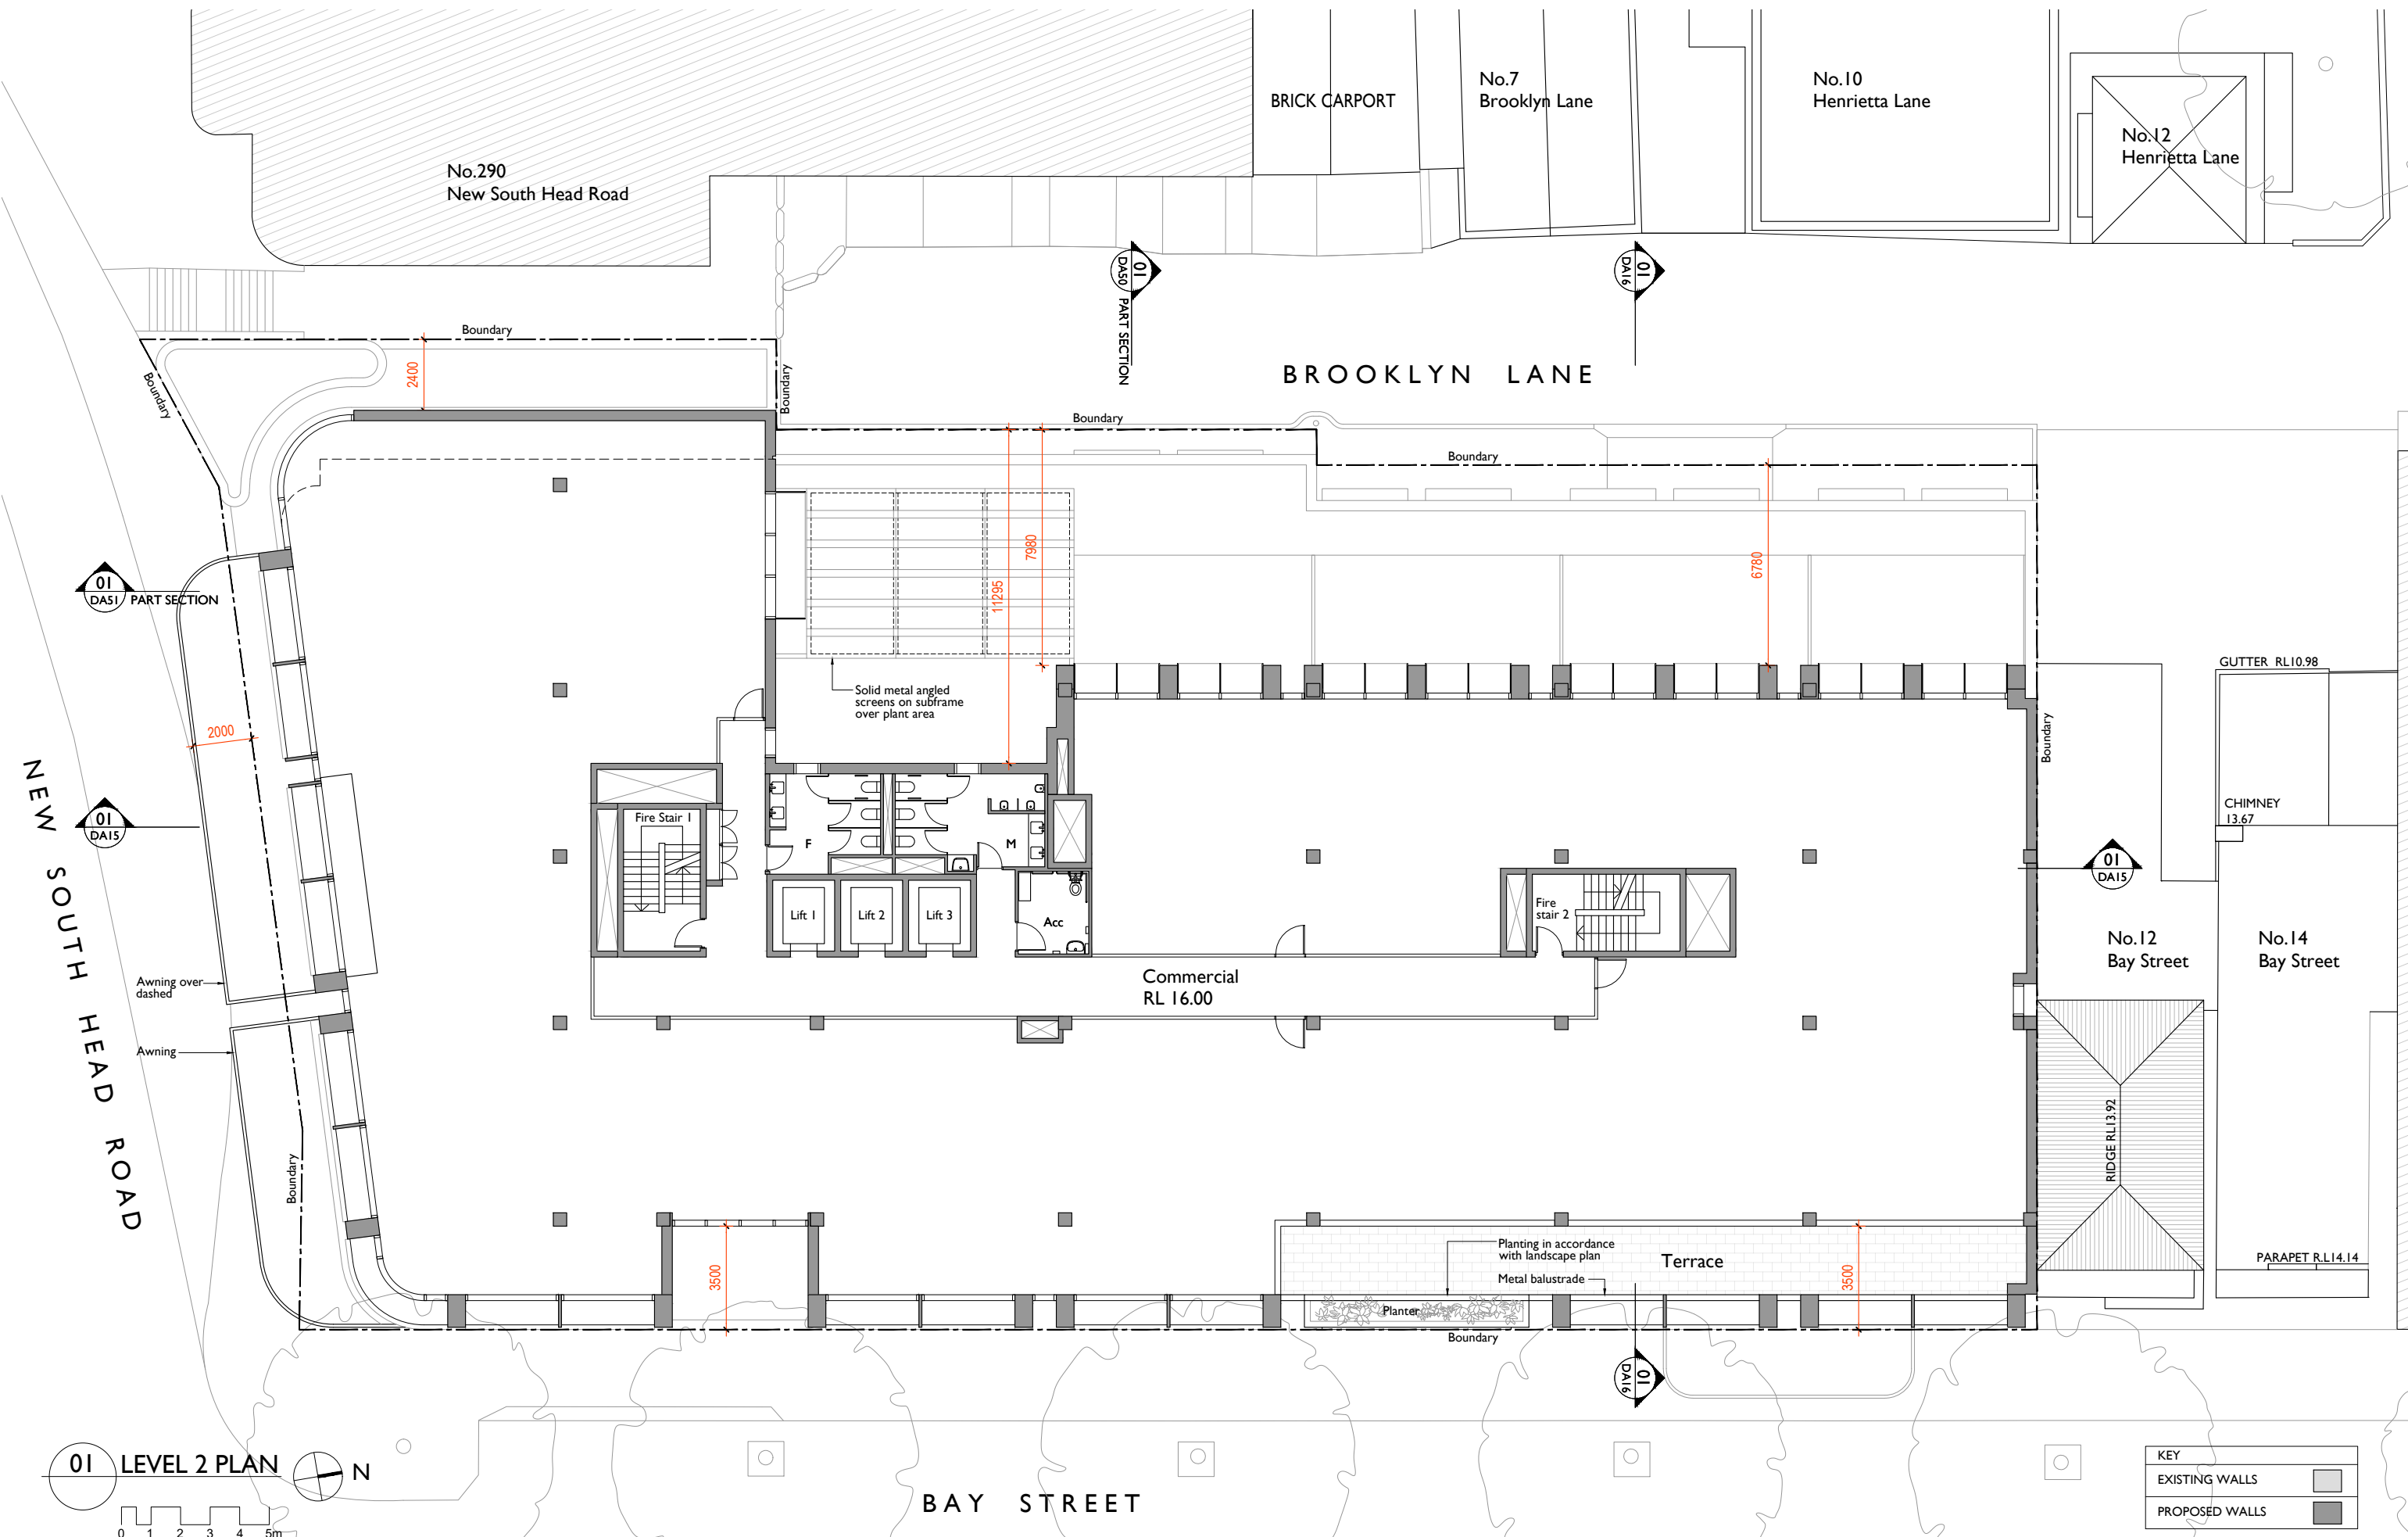 No.290
New South Head Road
BRICK CARPORT
No.7
Brooklyn Lane
No.10
Henrietta Lane
No.12
Henrietta Lane
01
DA50
PART SECTION
01
DA16
BROOKLYN LANE
Boundary
Boundary
Boundary
Boundary
Boundary
2400
7980
11295
6780
01
DA51
PART SECTION
Solid metal angled
screens on subframe
over plant area
GUTTER RL10.98
2000
Boundary
NEW SOUTH HEAD ROAD
01
DA15
Fire Stair 1
F
M
CHIMNEY
13.67
01
DA15
Lift 1
Lift 2
Lift 3
Acc
Fire
stair 2
No.12
Bay Street
No.14
Bay Street
Commercial
RL 16.00
Awning over
dashed
Awning
RIDGE RL13.92
Boundary
3500
Planting in accordance
with landscape plan
Terrace
Metal balustrade
3500
PARAPET R.L14.14
Planter
Boundary
01
DA16
01
LEVEL 2 PLAN
N
0 1 2 3 4 5m
BAY STREET
KEY
EXISTING WALLS
PROPOSED WALLS